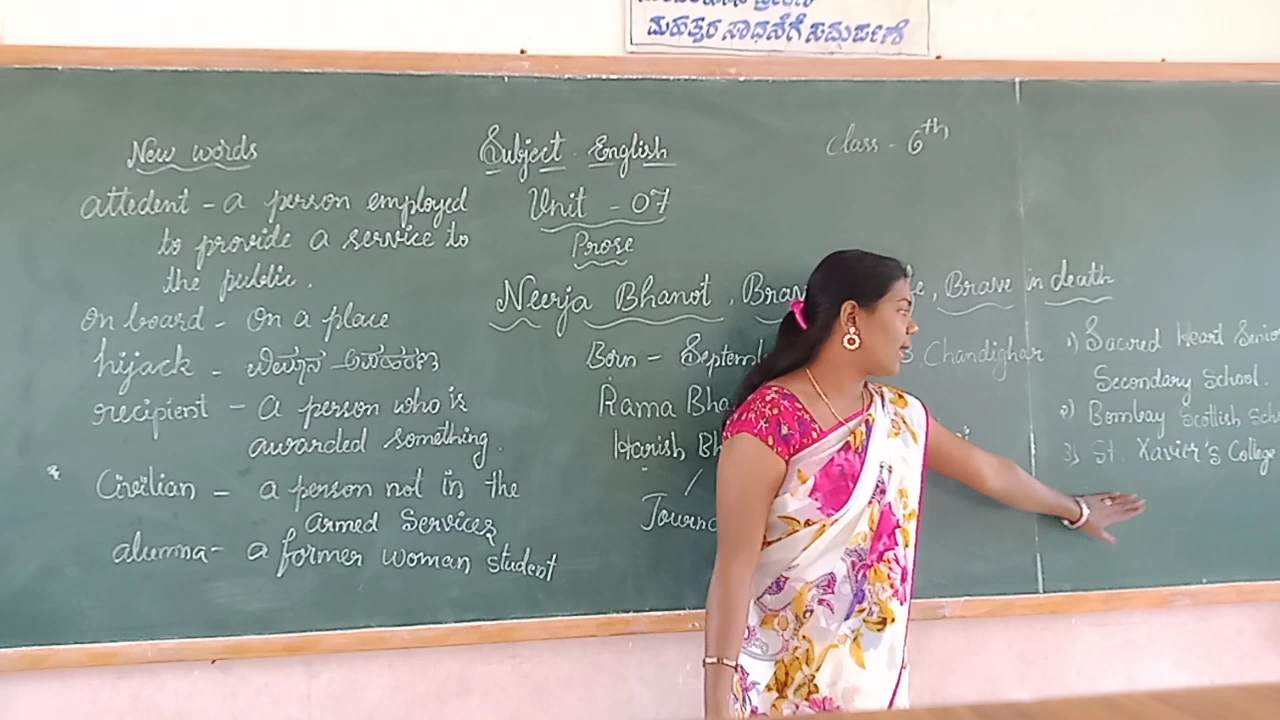 ಮಹತ್ತರ ಸಾಧನೆಗೆ ಸಮರ್ಪಣೆ
New words
attedent - a person employed
to provide a service to
the public.
On board - On a place
hijack - ವಿಮಾನ ಅಪಹರಣ
recipient - a person who is
awarded something.
Civilian - a person not in the
Armed Services
alumna - a former woman student
Subject - English
Class - 6th
Unit - 07
Prose
Neerja Bhanot, Brave, Brave in death
Born - Chandighar
Rama
Harish
1) Sacred Heart
Secondary School.
2) Bombay Scottish
3) St. Xavier's College